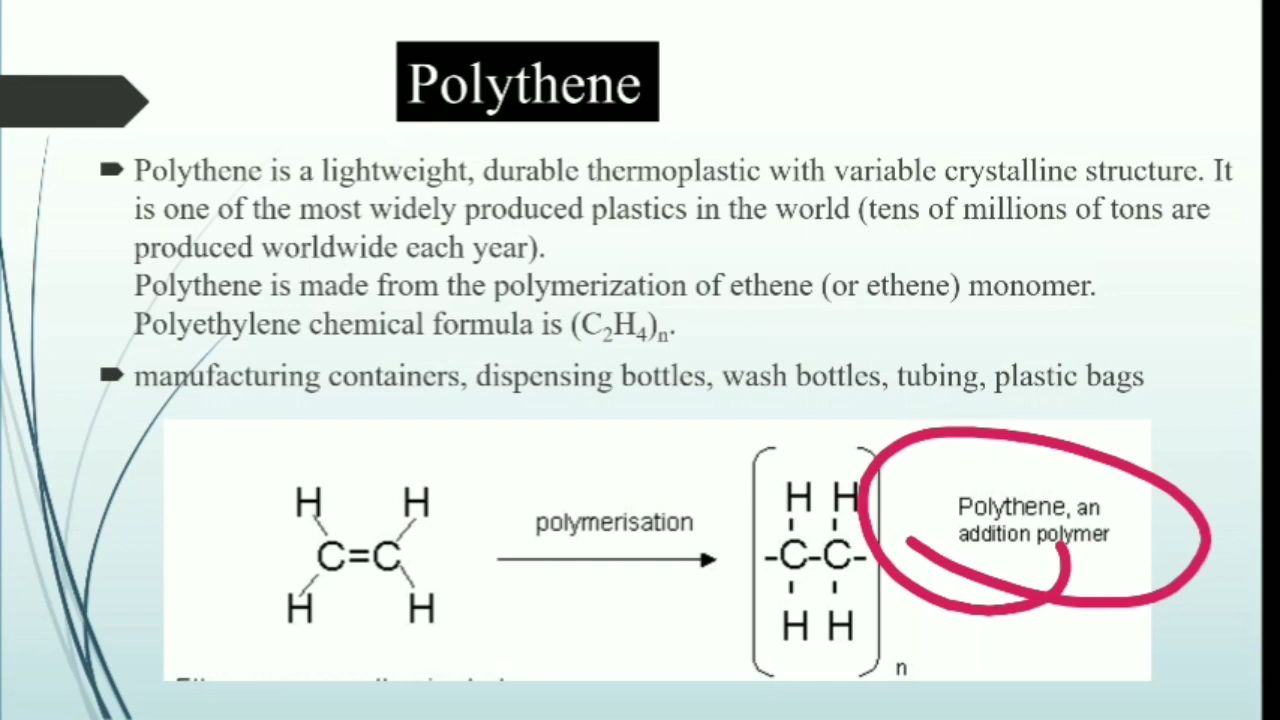 Polythene
Polythene is a lightweight, durable thermoplastic with variable crystalline structure. It
is one of the most widely produced plastics in the world (tens of millions of tons are
produced worldwide each year).
Polythene is made from the polymerization of ethene (or ethene) monomer.
Polyethylene chemical formula is (C₂H₄)ₙ.
manufacturing containers, dispensing bottles, wash bottles, tubing, plastic bags
H H
C=C
H H
polymerisation
H H
-C-C-
H H
n
Polythene, an
addition polymer